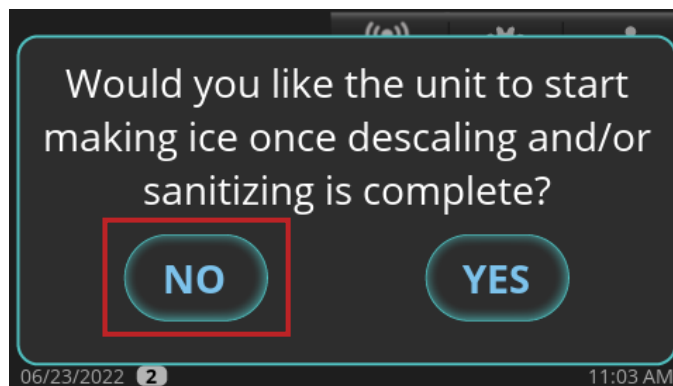 Would you like the unit to start
making ice once descaling and/or
sanitizing is complete?
NO YES
06/23/2022 2 11:03 AM